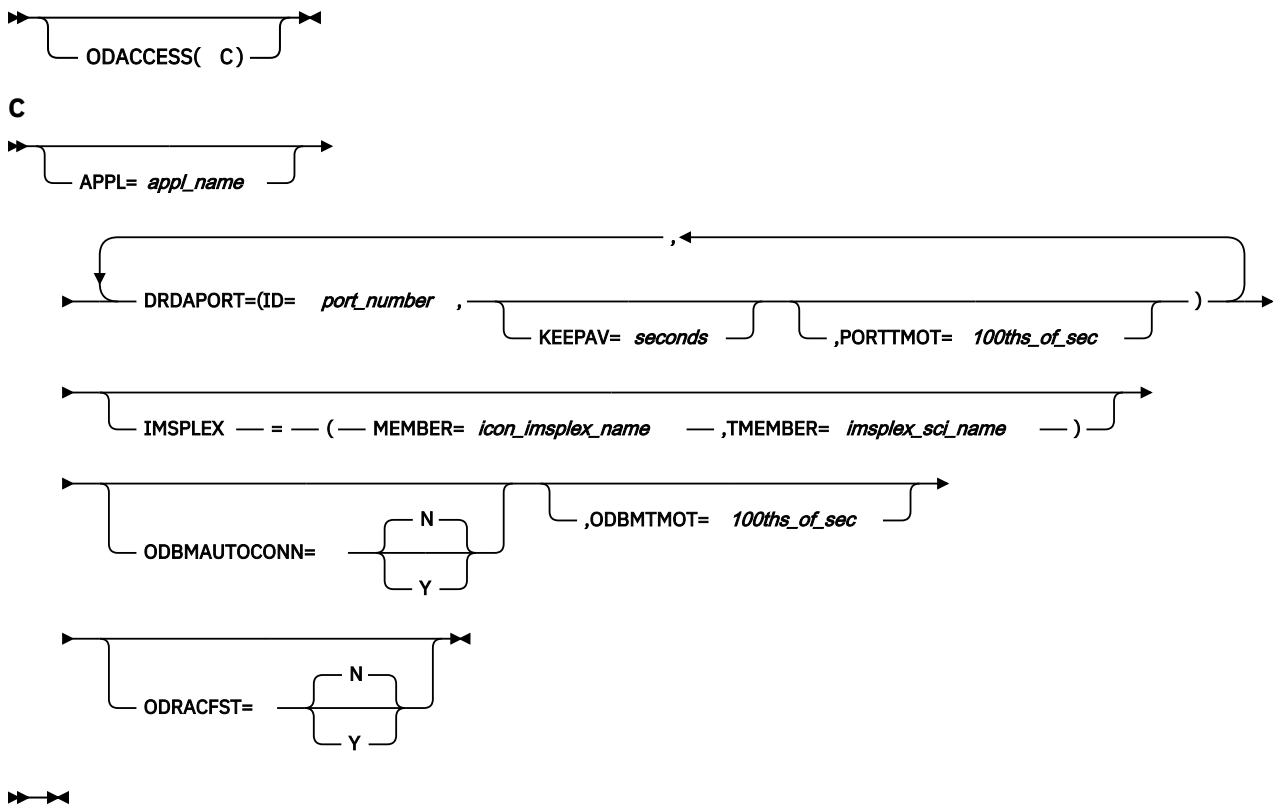 ODACCESS( C)
C
APPL= appl_name
,
DRDAPORT=(ID= port_number , )
KEEPAV= seconds ,PORTTMOT= 100ths_of_sec
IMSPLEX = ( MEMBER= icon_imsplex_name ,TMEMBER= imsplex_sci_name )
N ,ODBMTMOT= 100ths_of_sec
ODBMAUTOCONN=
Y
N
ODRACFST=
Y